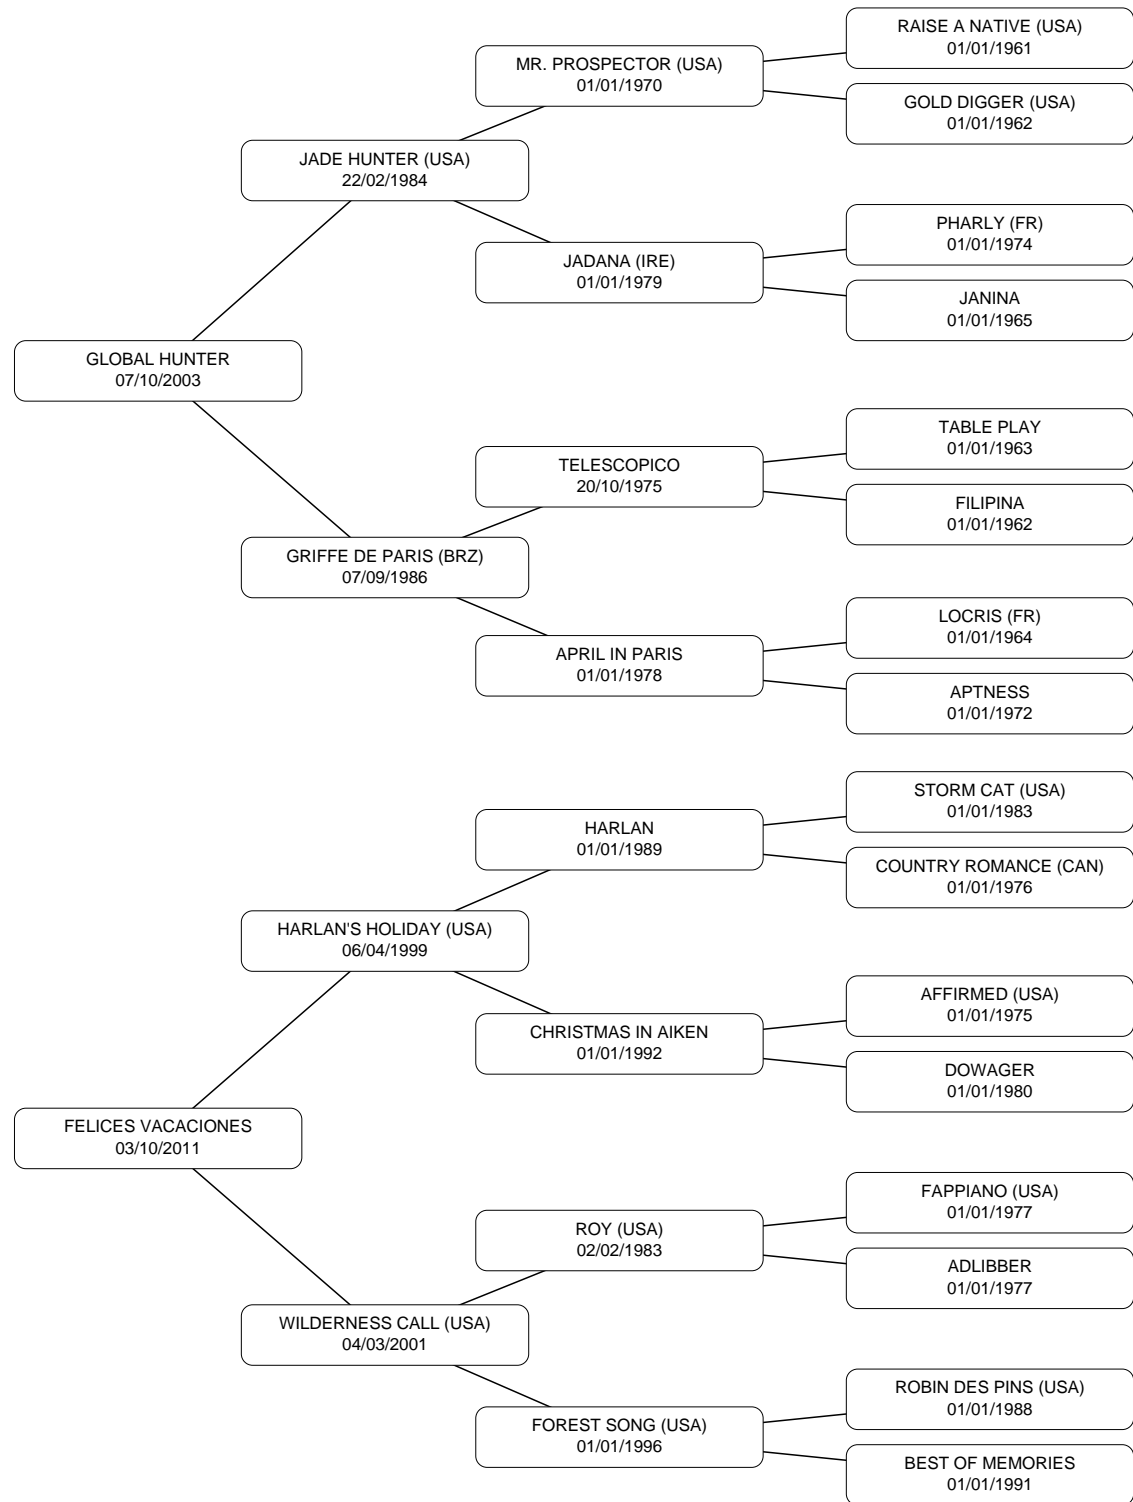 RAISE A NATIVE (USA)
01/01/1961
MR. PROSPECTOR (USA)
01/01/1970
GOLD DIGGER (USA)
01/01/1962
JADE HUNTER (USA)
22/02/1984
PHARLY (FR)
01/01/1974
JADANA (IRE)
01/01/1979
JANINA
01/01/1965
GLOBAL HUNTER
07/10/2003
TABLE PLAY
01/01/1963
TELESCOPICO
20/10/1975
FILIPINA
01/01/1962
GRIFFE DE PARIS (BRZ)
07/09/1986
LOCRIS (FR)
01/01/1964
APRIL IN PARIS
01/01/1978
APTNESS
01/01/1972
STORM CAT (USA)
01/01/1983
HARLAN
01/01/1989
COUNTRY ROMANCE (CAN)
01/01/1976
HARLAN'S HOLIDAY (USA)
06/04/1999
AFFIRMED (USA)
01/01/1975
CHRISTMAS IN AIKEN
01/01/1992
DOWAGER
01/01/1980
FELICES VACACIONES
03/10/2011
FAPPIANO (USA)
01/01/1977
ROY (USA)
02/02/1983
ADLIBBER
01/01/1977
WILDERNESS CALL (USA)
04/03/2001
ROBIN DES PINS (USA)
01/01/1988
FOREST SONG (USA)
01/01/1996
BEST OF MEMORIES
01/01/1991